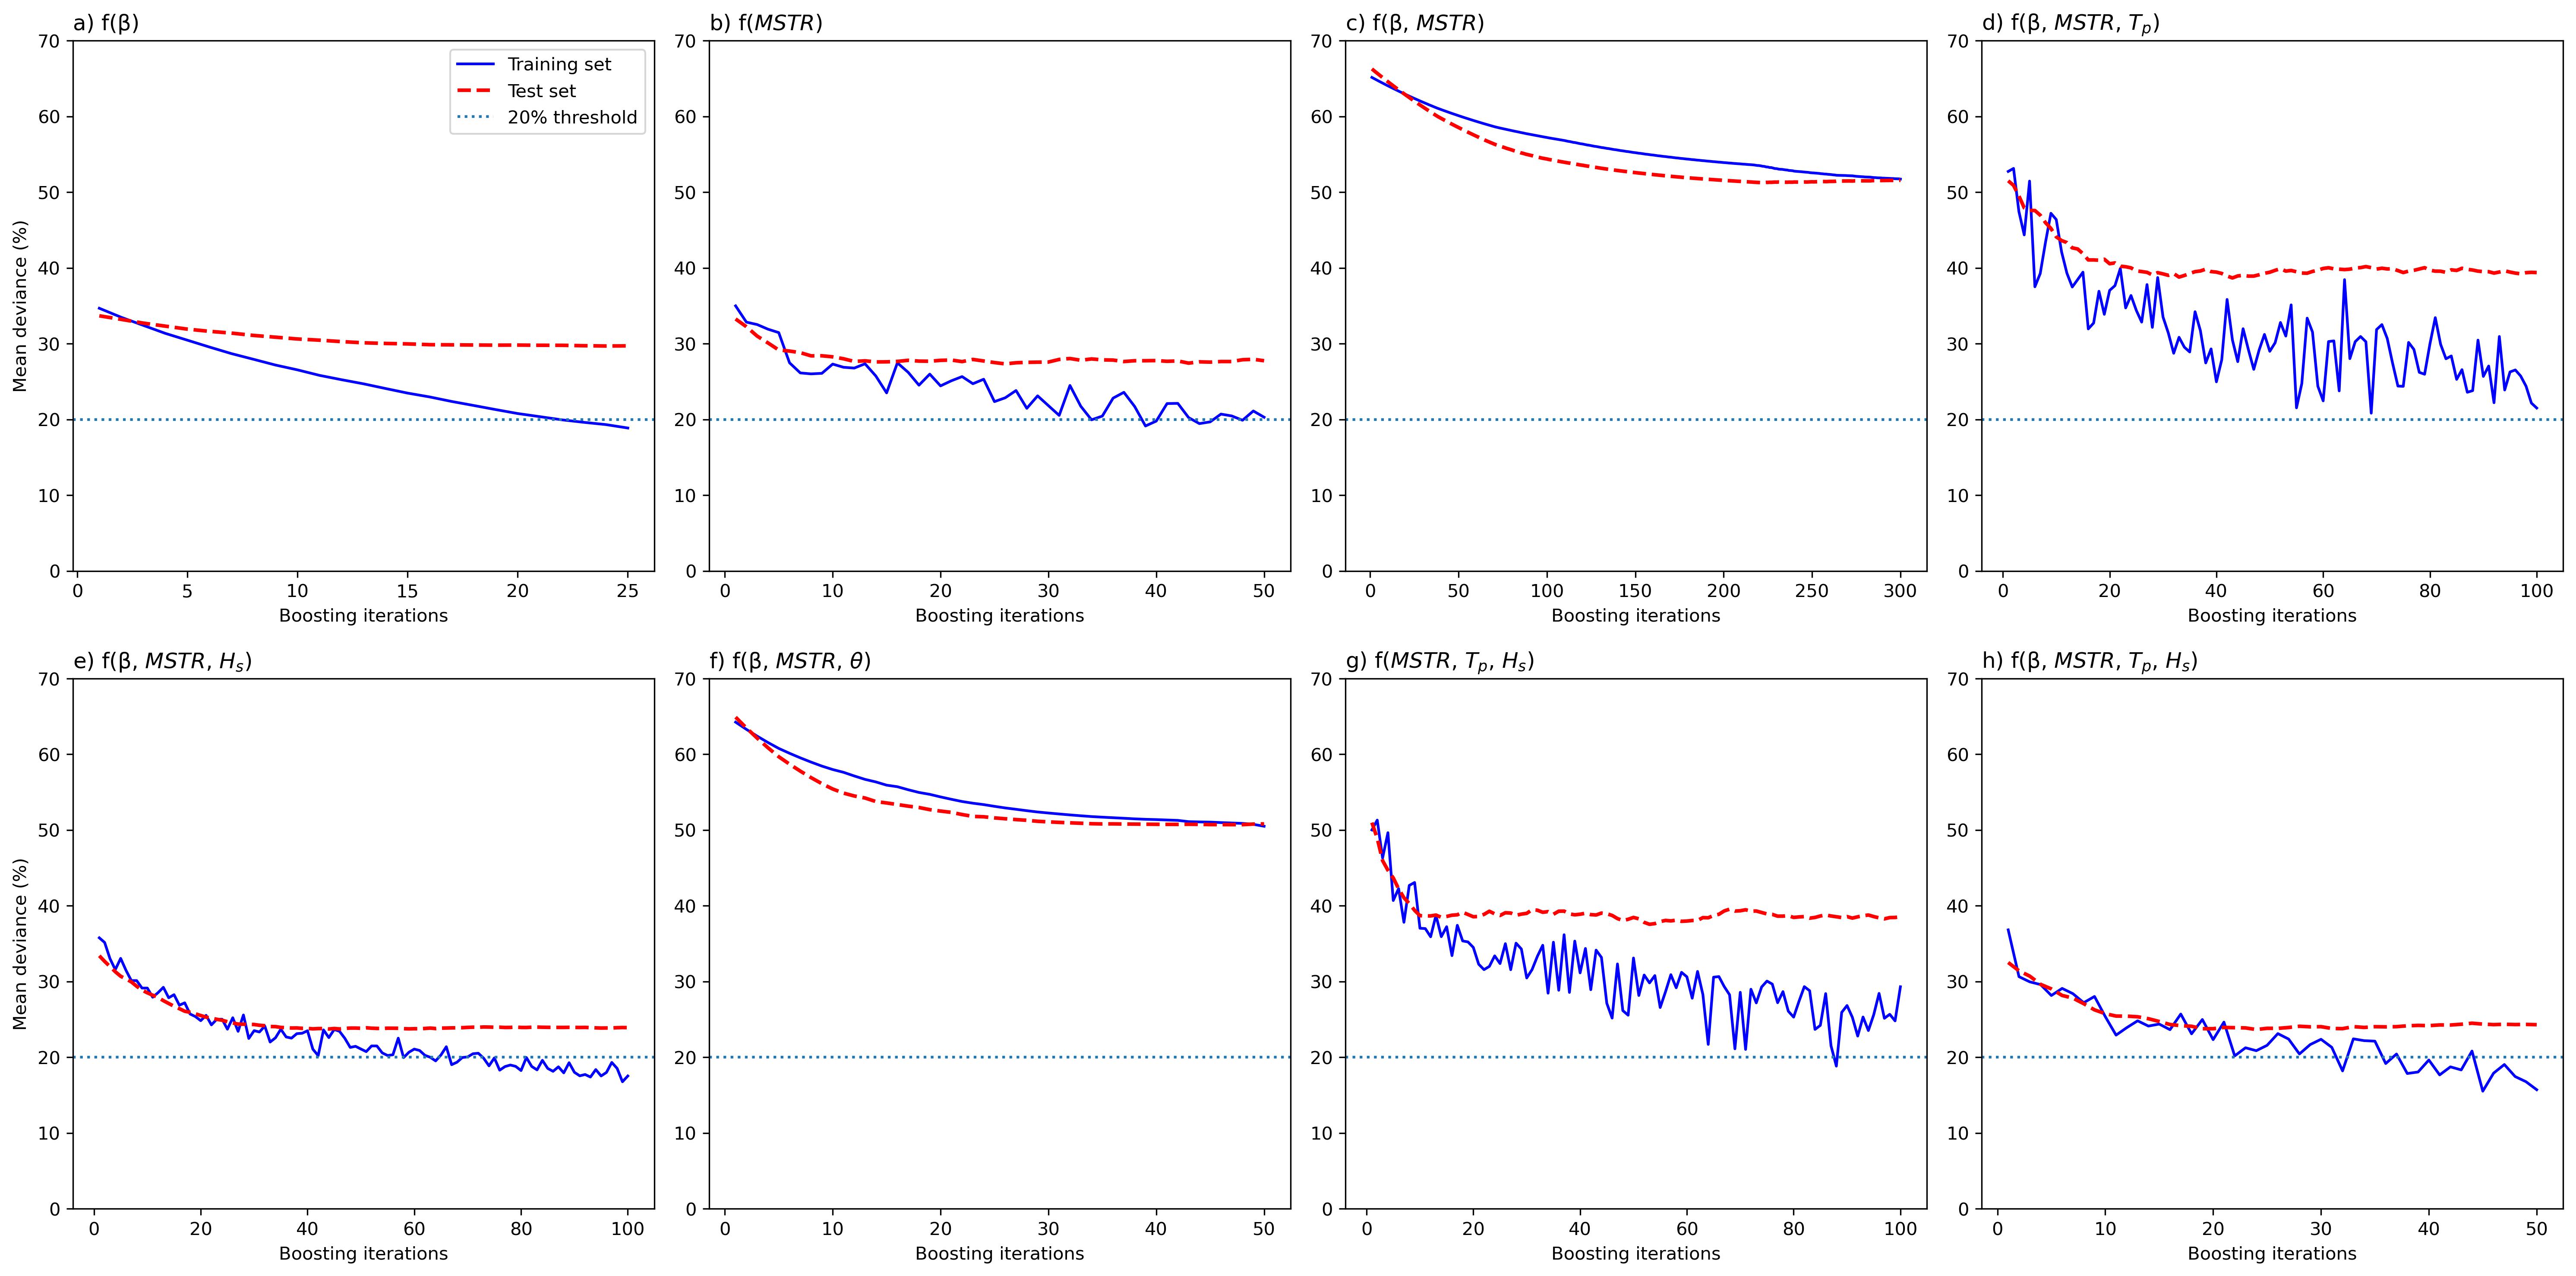 a) f(β)
70
60
50
40
30
20
10
0
Mean deviance (%)
Training set
Test set
20% threshold
0 5 10 15 20 25
Boosting iterations
b) f(MSTR)
70
60
50
40
30
20
10
0
0 10 20 30 40 50
Boosting iterations
c) f(β, MSTR)
70
60
50
40
30
20
10
0
0 50 100 150 200 250 300
Boosting iterations
d) f(β, MSTR, Tp)
70
60
50
40
30
20
10
0
0 20 40 60 80 100
Boosting iterations
e) f(β, MSTR, Hs)
70
60
50
40
30
20
10
0
Mean deviance (%)
0 20 40 60 80 100
Boosting iterations
f) f(β, MSTR, θ)
70
60
50
40
30
20
10
0
0 10 20 30 40 50
Boosting iterations
g) f(MSTR, Tp, Hs)
70
60
50
40
30
20
10
0
0 20 40 60 80 100
Boosting iterations
h) f(β, MSTR, Tp, Hs)
70
60
50
40
30
20
10
0
0 10 20 30 40 50
Boosting iterations